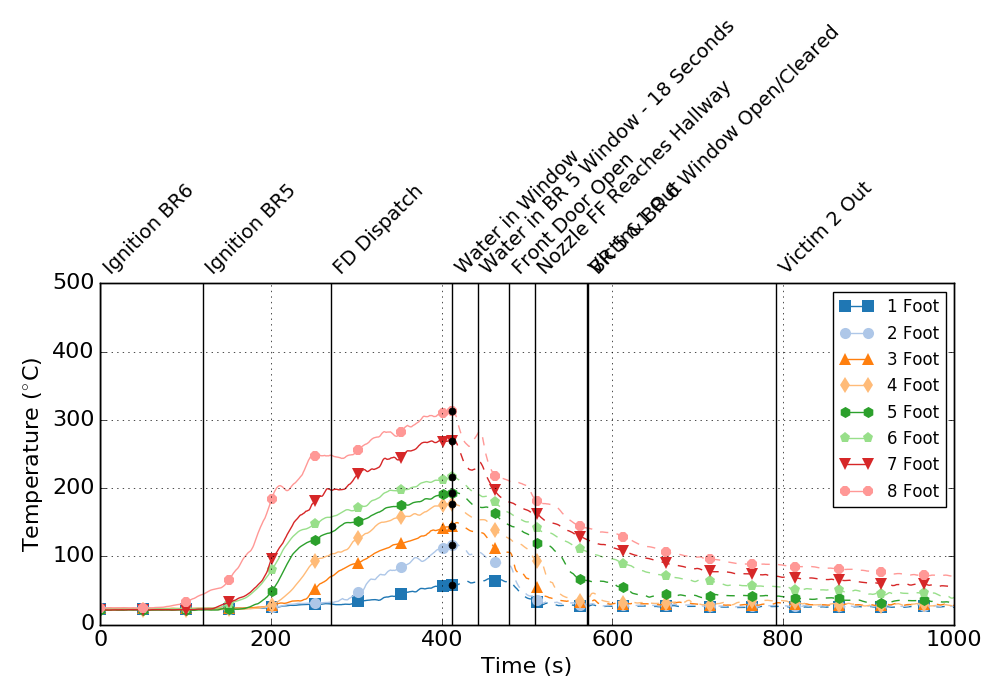 Ignition BR6
Ignition BR5
FD Dispatch
Water in Window
Water in BR 5 Window - 18 Seconds
Front Door Open
Nozzle FF Reaches Hallway
Victim 1 Out
BR 5 & BR 6 Window Open/Cleared
Victim 2 Out
500
400
300
200
100
0
Temperature (°C)
1 Foot
2 Foot
3 Foot
4 Foot
5 Foot
6 Foot
7 Foot
8 Foot
0 200 400 600 800 1000
Time (s)